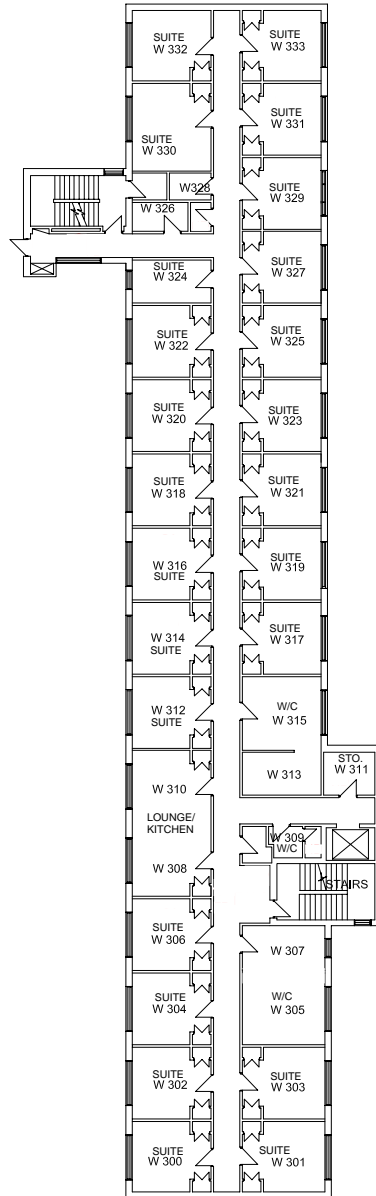 SUITE
W 332
SUITE
W 333
SUITE
W 330
SUITE
W 331
W328
W 326
SUITE
W 329
SUITE
W 324
SUITE
W 327
SUITE
W 322
SUITE
W 325
SUITE
W 320
SUITE
W 323
SUITE
W 318
SUITE
W 321
W 316
SUITE
SUITE
W 319
W 314
SUITE
SUITE
W 317
W 312
SUITE
W/C
W 315
W 310
W 313
STO.
W 311
LOUNGE/
KITCHEN
W 309
W/C
W 308
STAIRS
SUITE
W 306
W 307
SUITE
W 304
W/C
W 305
SUITE
W 302
SUITE
W 303
SUITE
W 300
SUITE
W 301